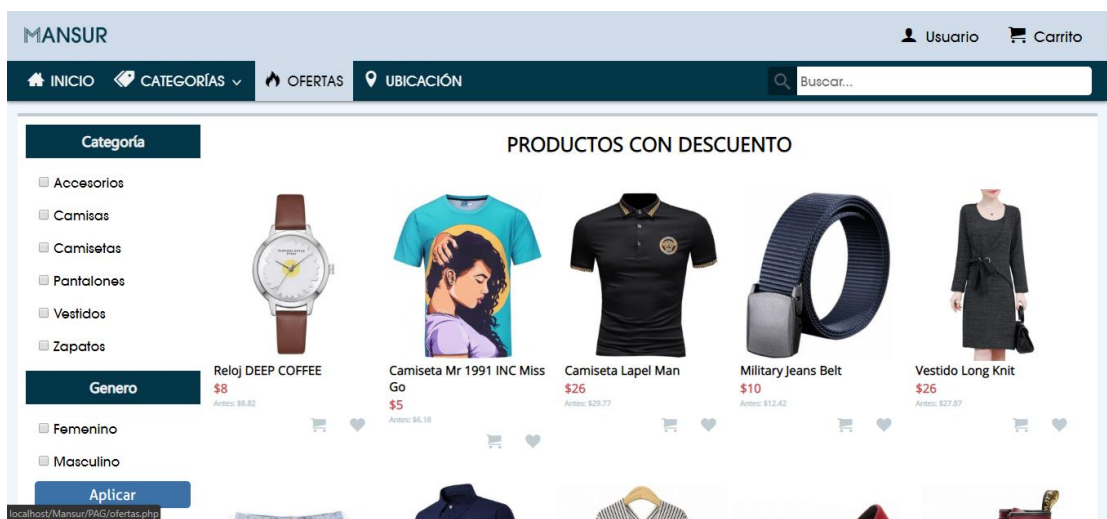 MANSUR
Usuario
Carrito
INICIO
CATEGORÍAS
OFERTAS
UBICACIÓN
Buscar...
Categoría
PRODUCTOS CON DESCUENTO
Accesorios
Camisas
Camisetas
Pantalones
Vestidos
Zapatos
Genero
Femenino
Masculino
Aplicar
Reloj DEEP COFFEE
$8
Antes: $8.82
Camiseta Mr 1991 INC Miss
Go
$5
Antes: $6.18
Camiseta Lapel Man
$26
Antes: $29.77
Military Jeans Belt
$10
Antes: $12.42
Vestido Long Knit
$26
Antes: $27.87
localhost/Mansur/PAG/ofertas.php